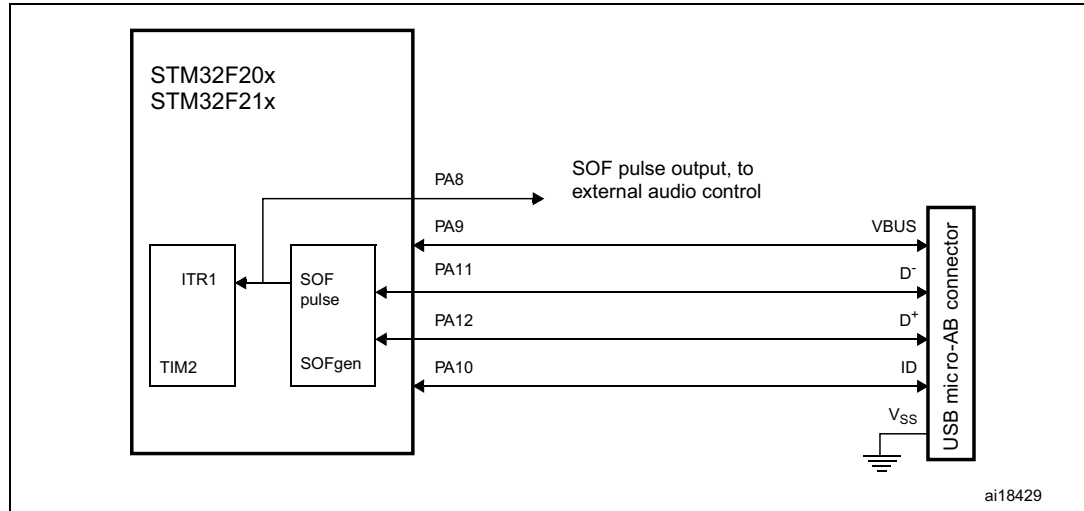 STM32F20x
STM32F21x
PA8
SOF pulse output, to
external audio control
PA9
VBUS
ITR1
SOF
pulse
PA11
D-
PA12
D+
TIM2
SOFgen
PA10
ID
VSS
USB micro-AB connector
ai18429